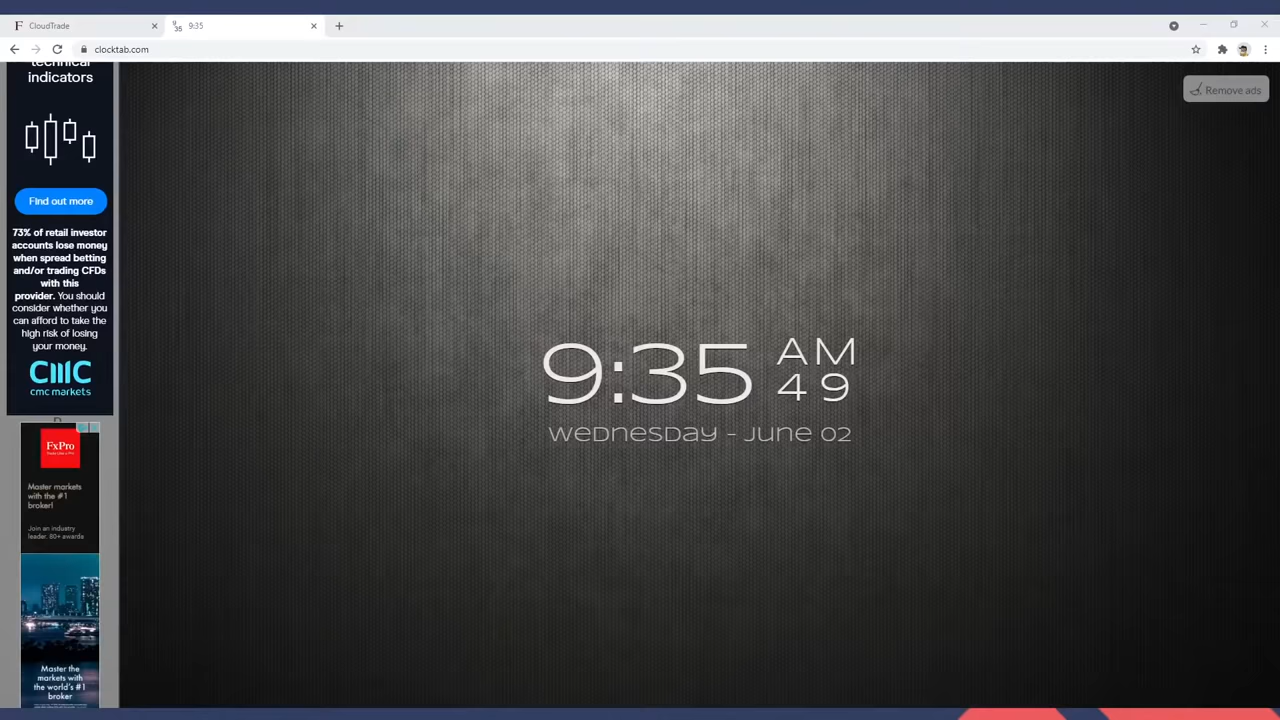 CloudTrade
9:35
clocktab.com
technical
indicators
Find out more
73% of retail investor
accounts lose money
when spread betting
and/or trading CFDs
with this
provider. You should
consider whether you
can afford to take the
high risk of losing
your money.
cmc
cmc markets
FxPro
Master markets
with the #1
broker!
Join an industry
leader. 80+ awards
Master the
markets with
the world's #1
broker
Remove ads
9:35 AM
49
Wednesday - June 02